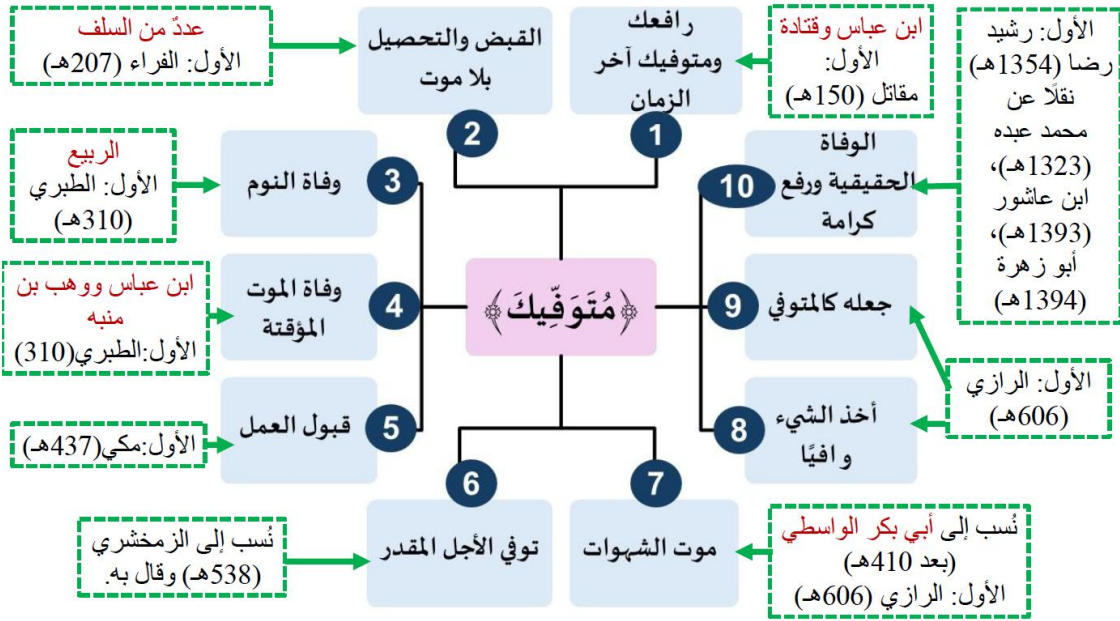 رافعك
ومتوفيك آخر
الزمان
1
ابن عباس وقتادة
الأول:
مقاتل (150هـ)
القبض والتحصيل
بلا موت
2
عددٌ من السلف
الأول: الفراء (207هـ)
وفاة النوم
3
الربيع
الأول: الطبري
(310هـ)
وفاة الموت
المؤقتة
4
ابن عباس ووهب بن
منبه
الأول:الطبري(310)
قبول العمل
5
الأول:مكي(437هـ)
توفي الأجل المقدر
6
نُسب إلى الزمخشري
(538هـ) وقال به.
موت الشهوات
7
نُسب إلى أبي بكر الواسطي
(بعد 410هـ)
الأول: الرازي (606هـ)
أخذ الشيء
وافيًا
8
جعله كالمتوفي
9
الأول: الرازي
(606هـ)
الوفاة
الحقيقية ورفع
كرامة
10
الأول: رشيد
رضا (1354هـ)
نقلًا عن
محمد عبده
(1323هـ)،
ابن عاشور
(1393هـ)،
أبو زهرة
(1394هـ)
﴿مُتَوَفِّيكَ﴾